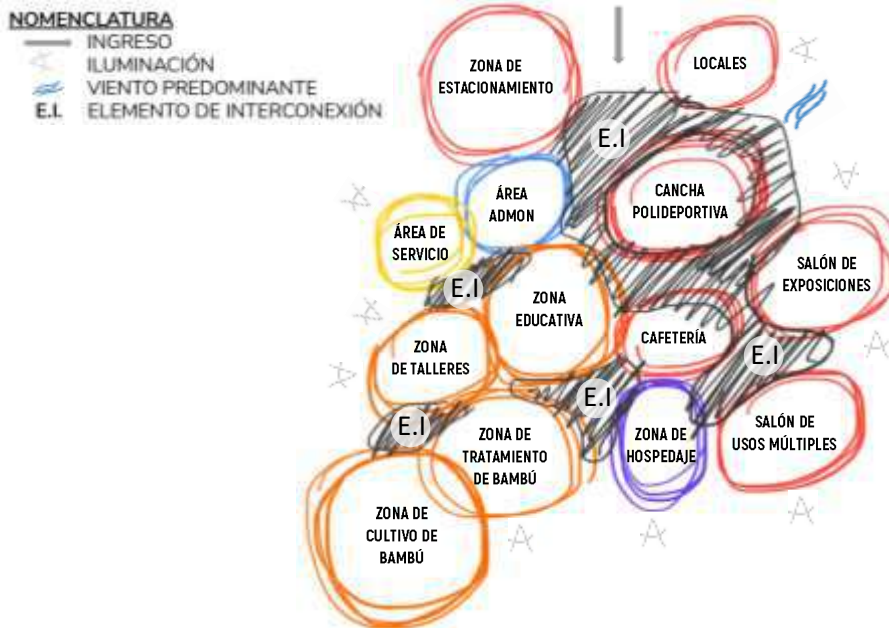 NOMENCLATURA
INGRESO
ILUMINACIÓN
VIENTO PREDOMINANTE
E.I. ELEMENTO DE INTERCONEXIÓN
ZONA DE
ESTACIONAMIENTO
LOCALES
E.I
CANCHA
POLIDEPORTIVA
ÁREA
ADMON
ÁREA DE
SERVICIO
SALÓN DE
EXPOSICIONES
E.I
ZONA
EDUCATIVA
CAFETERÍA
E.I
ZONA
DE TALLERES
E.I
E.I
ZONA DE
TRATAMIENTO
DE BAMBÚ
ZONA DE
HOSPEDAJE
SALÓN DE
USOS MÚLTIPLES
ZONA DE
CULTIVO DE
BAMBÚ